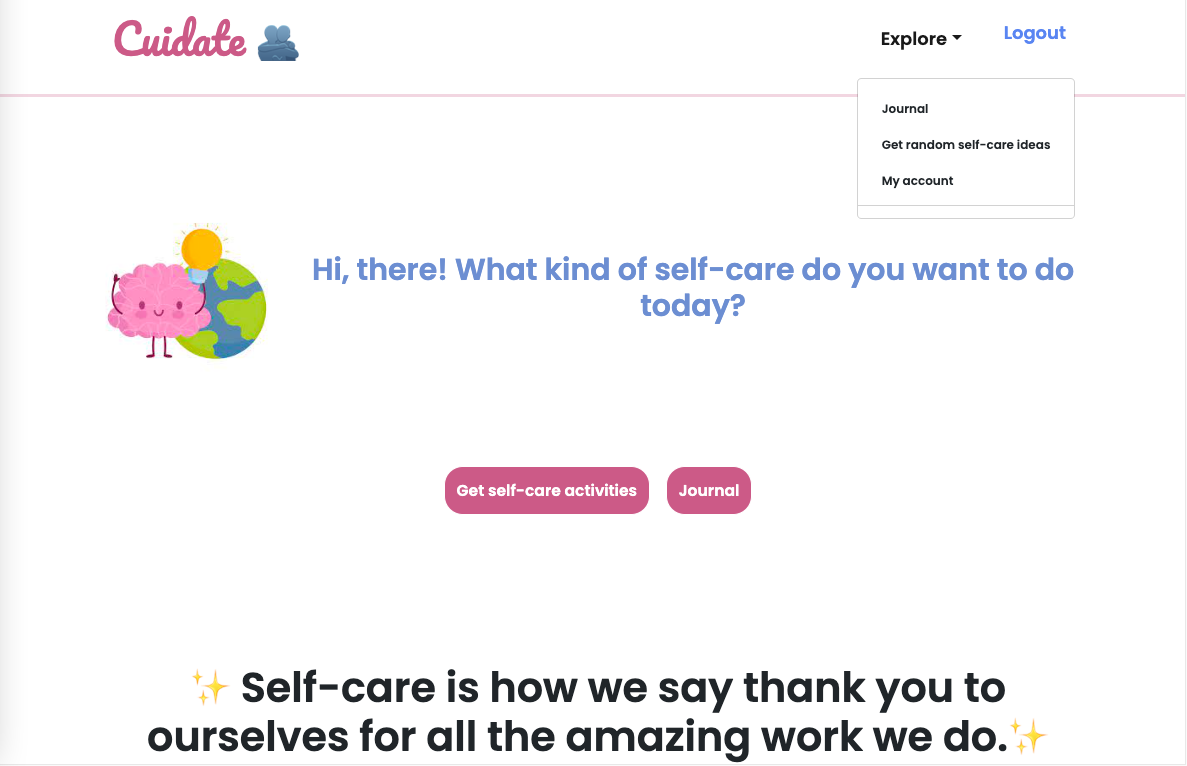 Cuidate
Explore
Logout
Journal
Get random self-care ideas
My account
Hi, there! What kind of self-care do you want to do
today?
Get self-care activities
Journal
✨ Self-care is how we say thank you to
ourselves for all the amazing work we do.✨